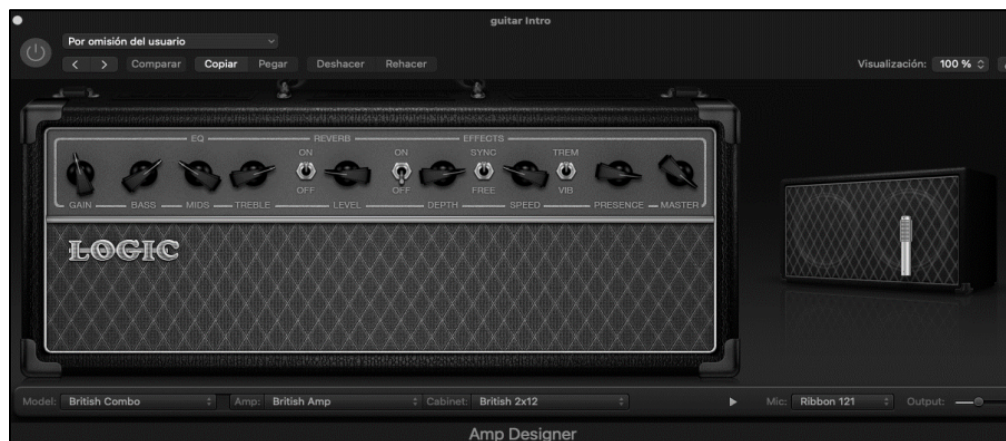 guitar Intro
Por omisión del usuario
Comparar Copiar Pegar Deshacer Rehacer Visualización: 100 %
EQ REVERB EFFECTS
ON ON SYNC TREM
OFF OFF FREE VIB
GAIN BASS MIDS TREBLE LEVEL DEPTH SPEED PRESENCE MASTER
LOGIC
Model: British Combo Amp: British Amp Cabinet: British 2x12 Mic: Ribbon 121 Output:
Amp Designer